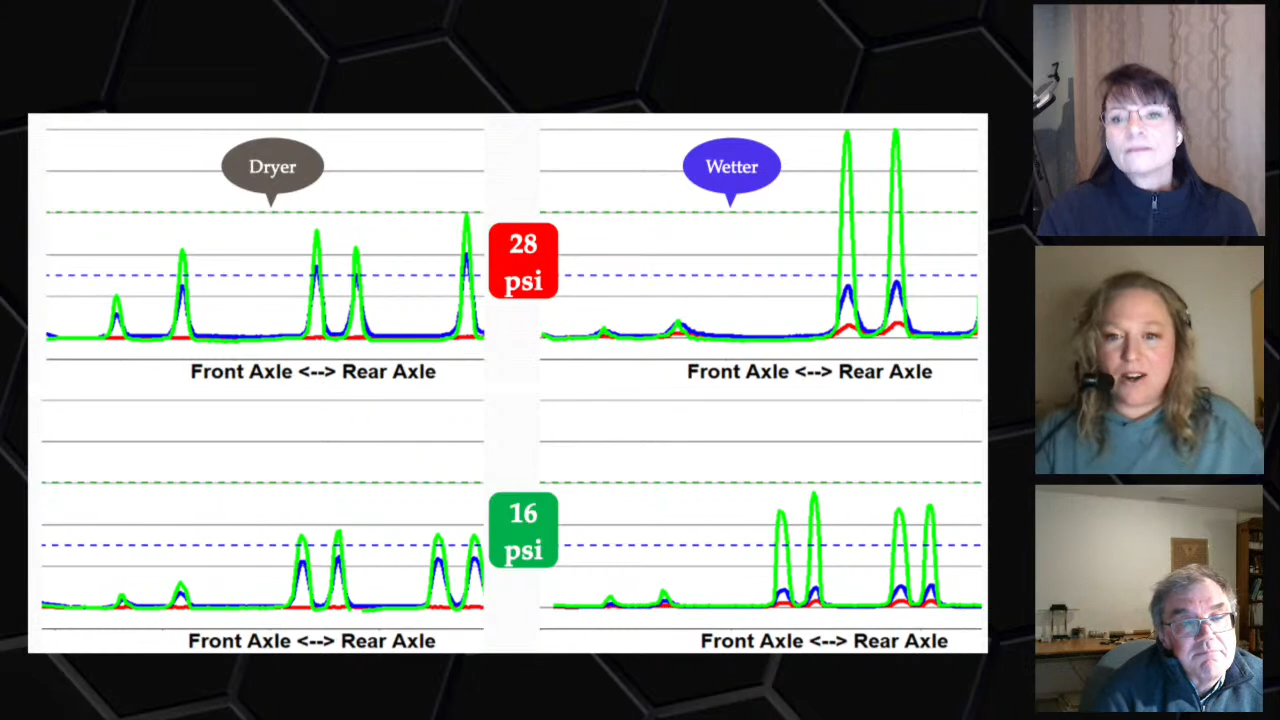 Dryer
Wetter
28
psi
Front Axle <--> Rear Axle
Front Axle <--> Rear Axle
16
psi
Front Axle <--> Rear Axle
Front Axle <--> Rear Axle